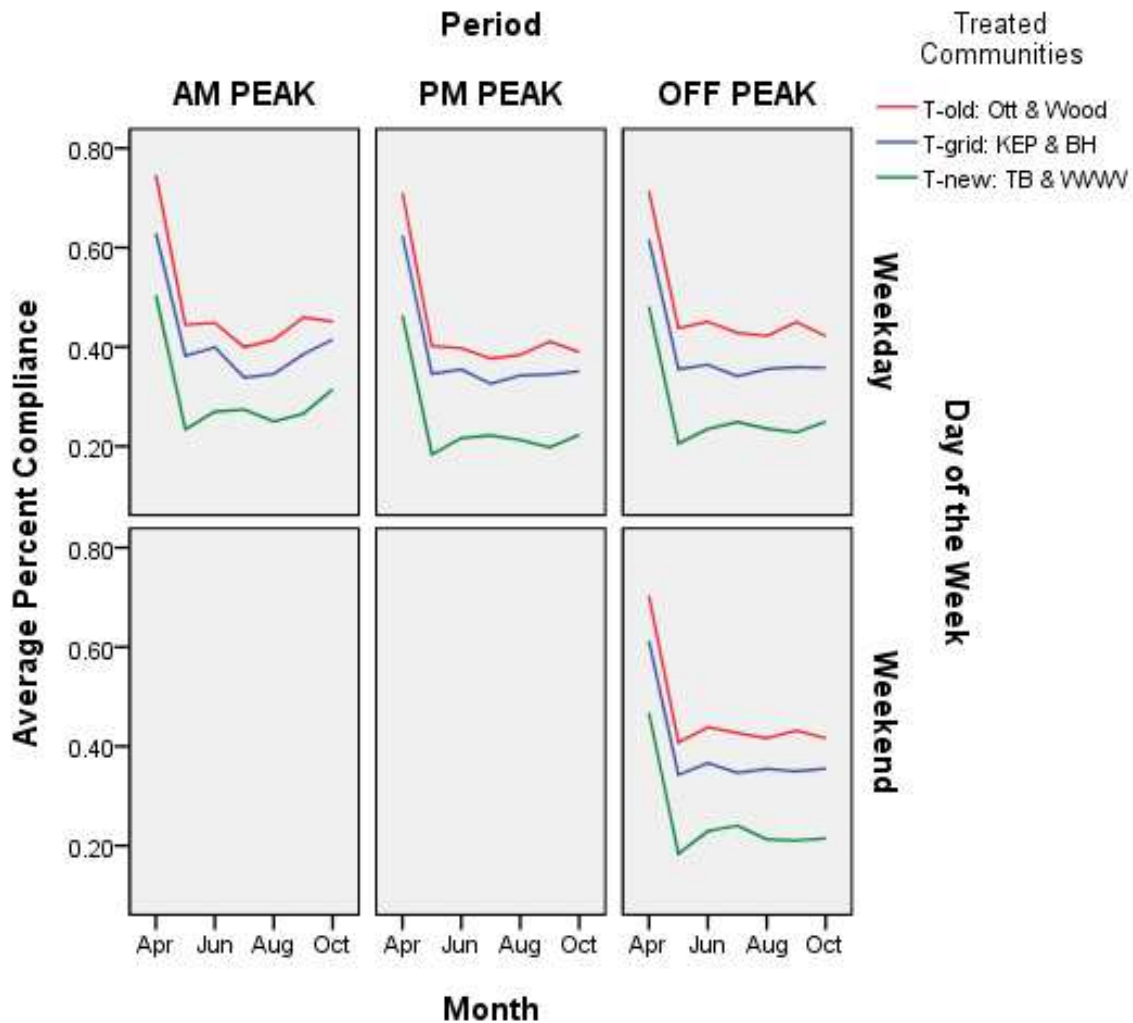 Period
AM PEAK
PM PEAK
OFF PEAK
Treated
Communities
T-old: Ott & Wood
T-grid: KEP & BH
T-new: TB & WWW
Average Percent Compliance
0.80
0.60
0.40
0.20
Weekday
0.80
0.60
0.40
0.20
Weekend
Day of the Week
Apr Jun Aug Oct
Apr Jun Aug Oct
Apr Jun Aug Oct
Month